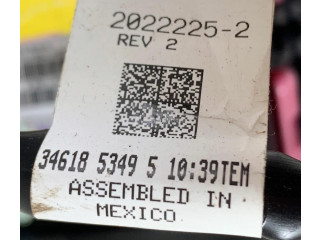 2022225-2
REV 2
34618 5349 5 10:39TEM
ASSEMBLED IN
MEXICO